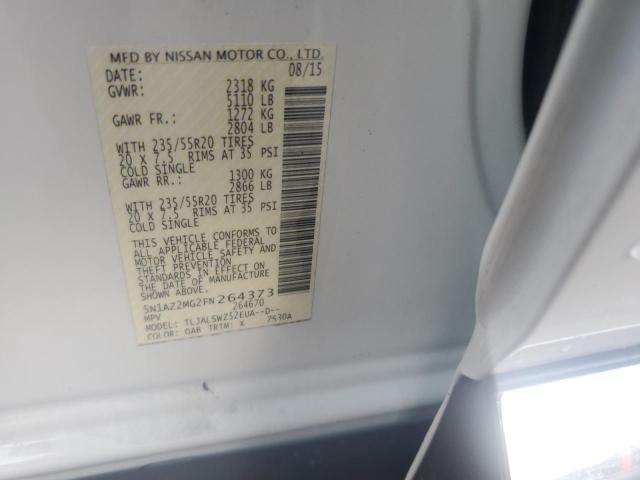 MFD BY NISSAN MOTOR CO., LTD.
DATE: 08/15
GVWR: 2318 KG
5110 LB
GAWR FR.: 1272 KG
2804 LB
WITH 235/55R20 TIRES
20 X 7.5 RIMS AT 35 PSI
COLD SINGLE
GAWR RR.: 1300 KG
2866 LB
WITH 235/55R20 TIRES
20 X 7.5 RIMS AT 35 PSI
COLD SINGLE
THIS VEHICLE CONFORMS TO
ALL APPLICABLE FEDERAL
MOTOR VEHICLE SAFETY AND
THEFT PREVENTION
STANDARDS IN EFFECT ON
THE DATE OF MANUFACTURE
SHOWN ABOVE.
5N1AZ2MG2FN264373
MPV 264670
MODEL: TLJALSWZ52EUA--D--
COLOR: QAB TRIM: X 2530A